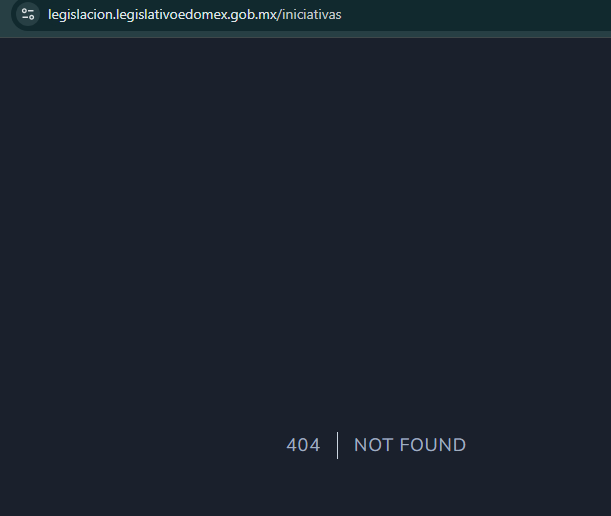 legislacion.legislativoedomex.gob.mx/iniciativas
404 NOT FOUND